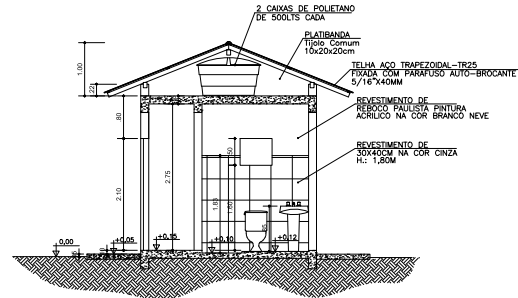 2 CAIXAS DE POLIETANO
DE 500LTS CADA
PLATIBANDA
Tijolo Comum
10x20x20cm
TELHA AÇO TRAPEZOIDAL-TR25
FIXADA COM PARAFUSO AUTO-BROCANTE
5/16"X40MM
REVESTIMENTO DE
REBOCO PAULISTA PINTURA
ACRILICO NA COR BRANCO NEVE
REVESTIMENTO DE
30X40CM NA COR CINZA
H.: 1,80M
1.00
.22
.80
2.10
2.75
.50
1.83
1.60
.85
0,00
+0.05
+0.15
+0.10
+0.12